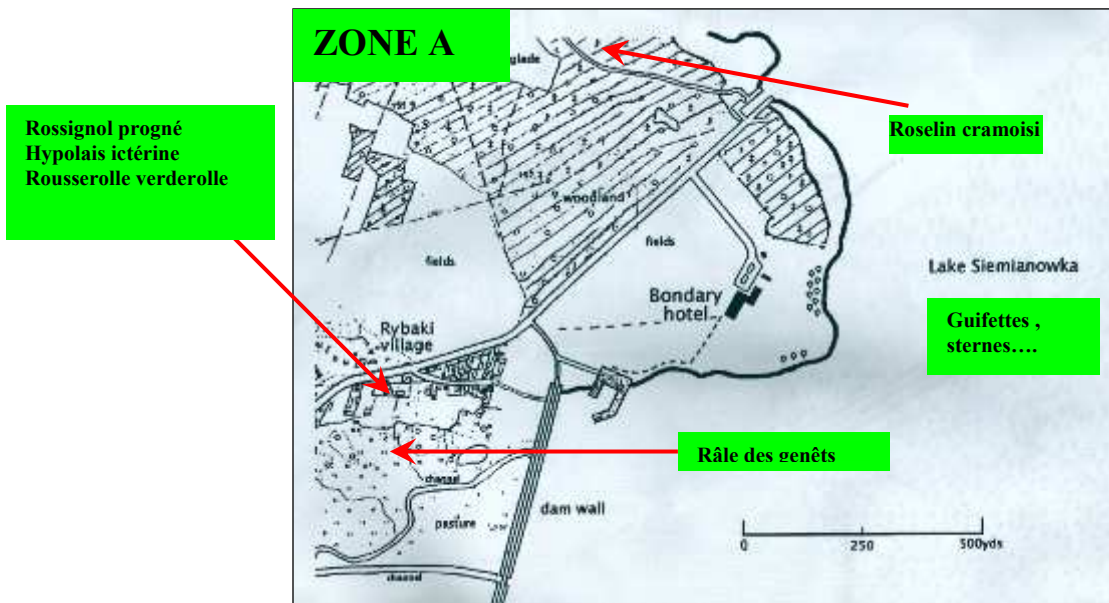 ZONE A
glade
Rossignol progné
Hypolais ictérine
Rousserolle verderolle
Roselin cramoisi
woodland
fields
fields
Lake Siemianowka
Bondary
hotel
Guifettes ,
sternes....
Rybaki
village
Râle des genêts
channel
dam wall
pasture
0 250 500yds
channel